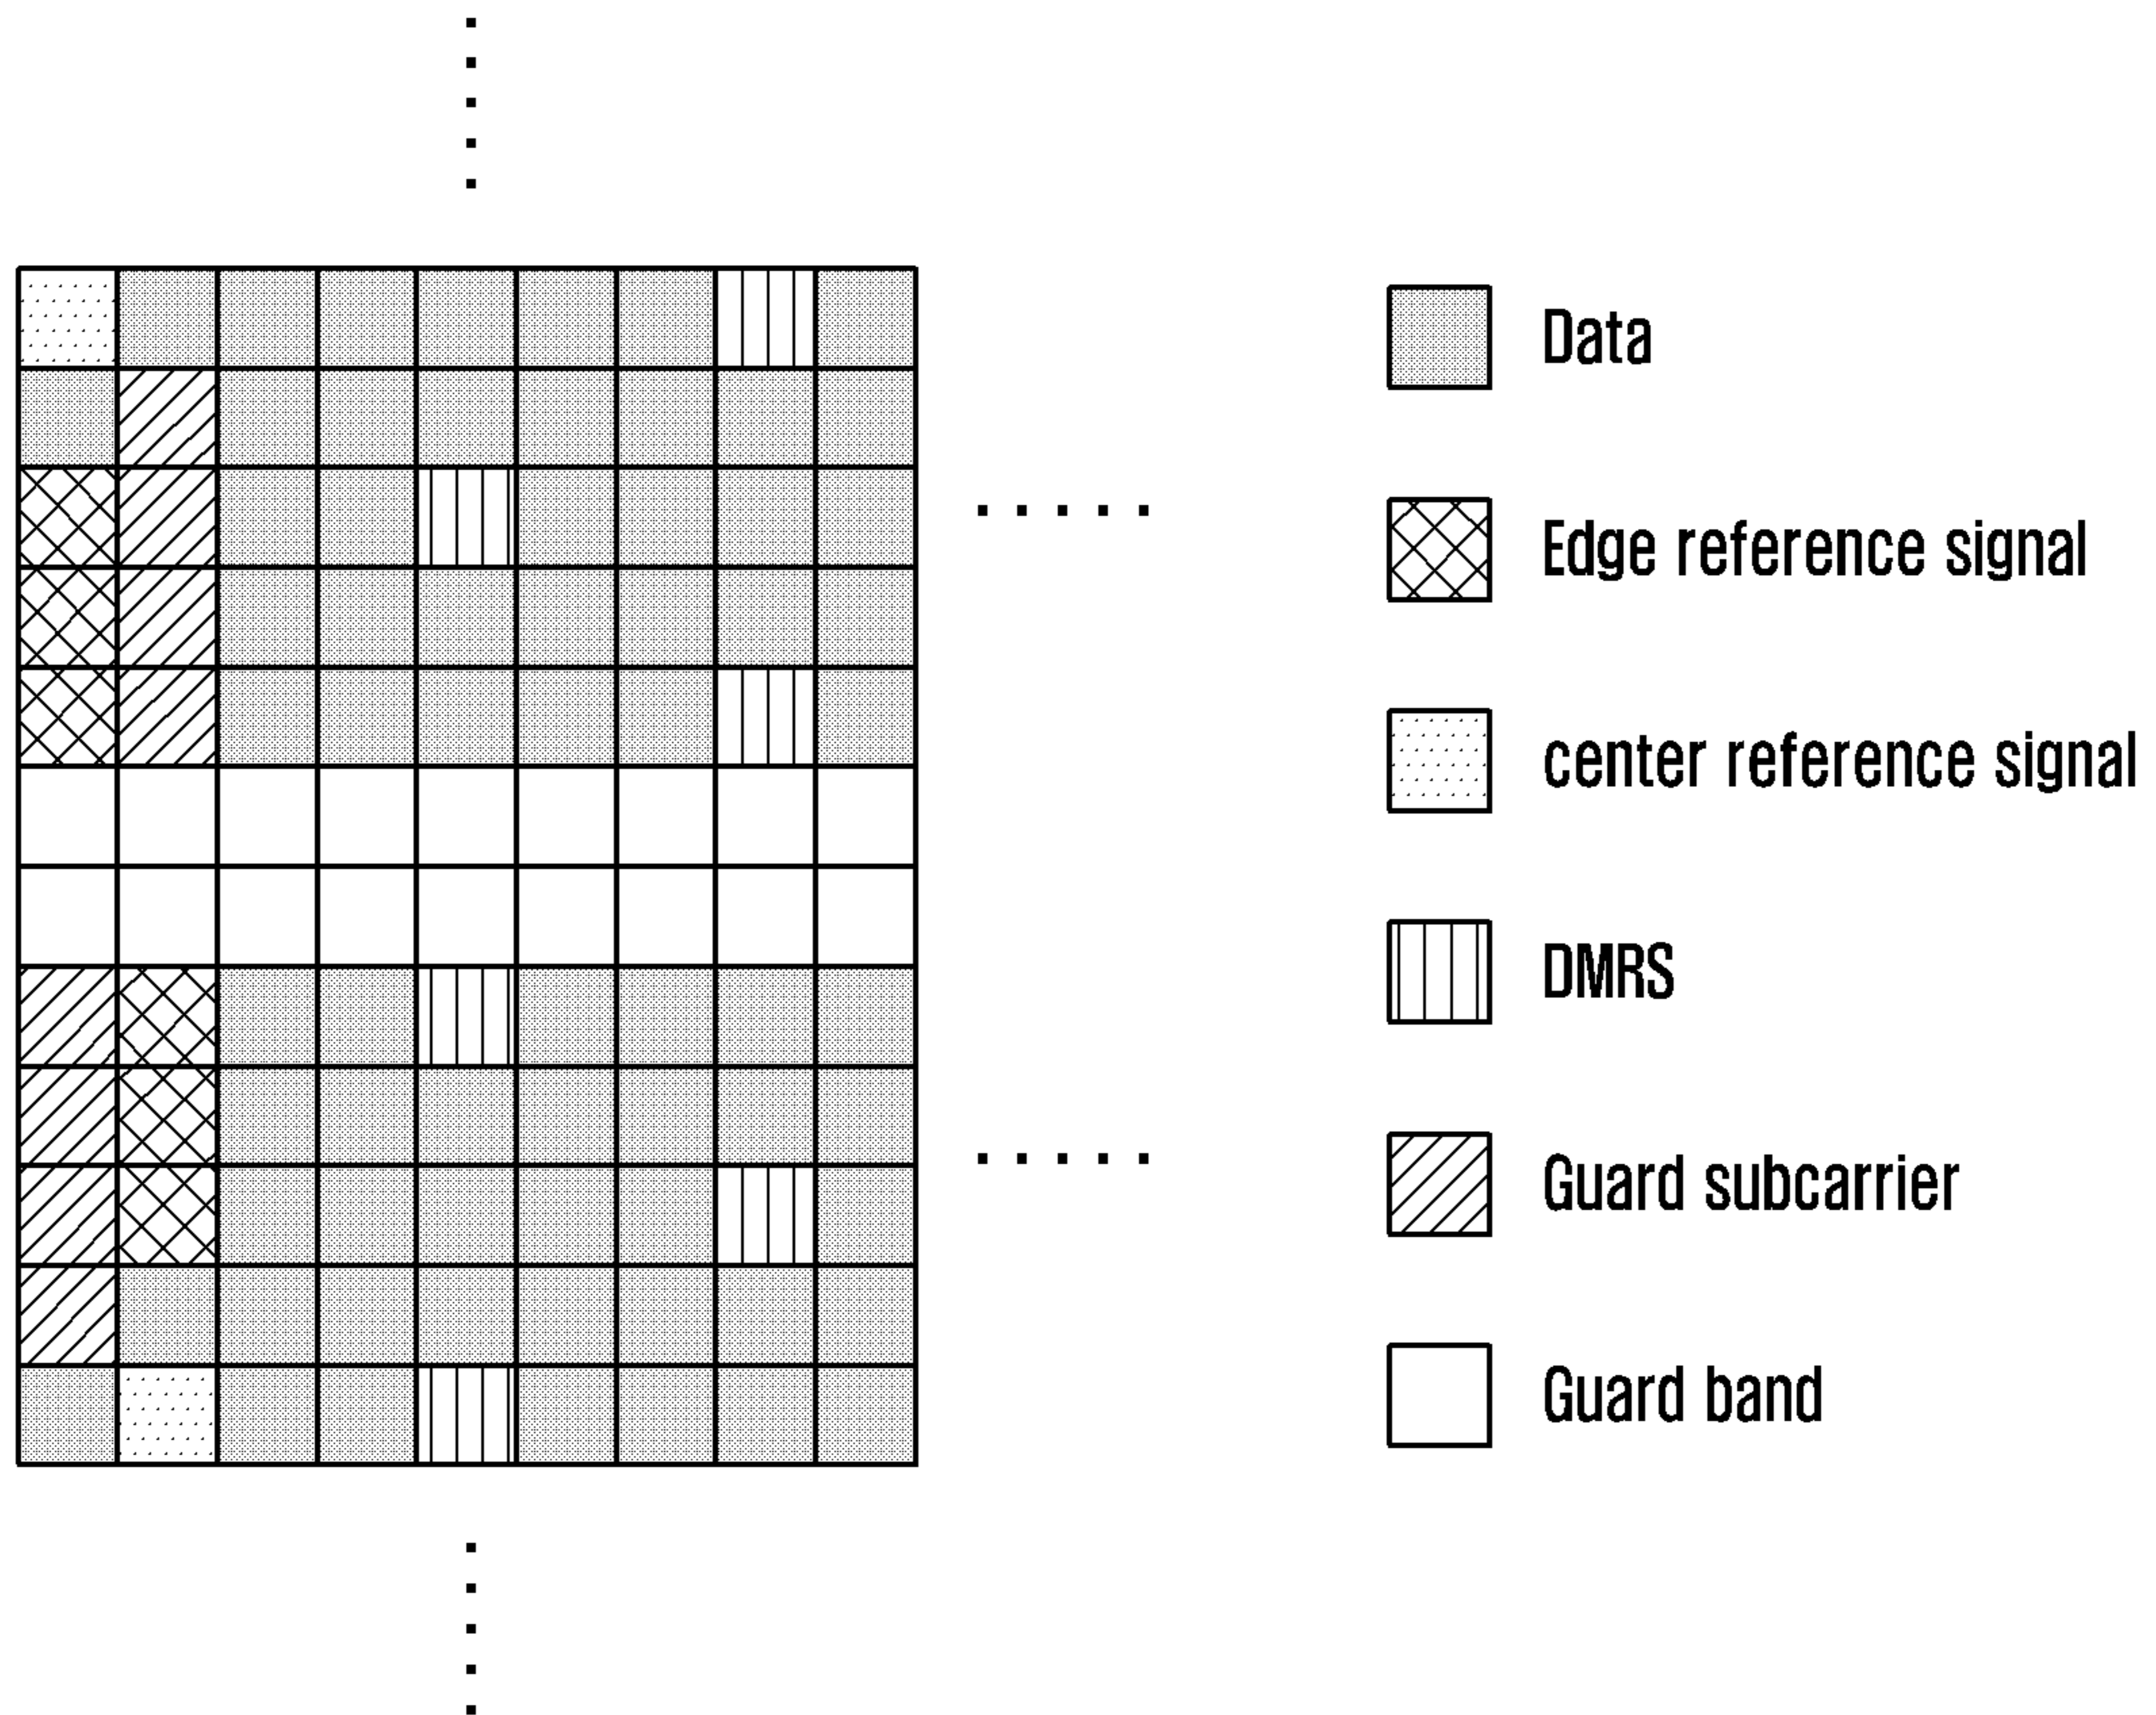 Data
Edge reference signal
center reference signal
DMRS
Guard subcarrier
Guard band